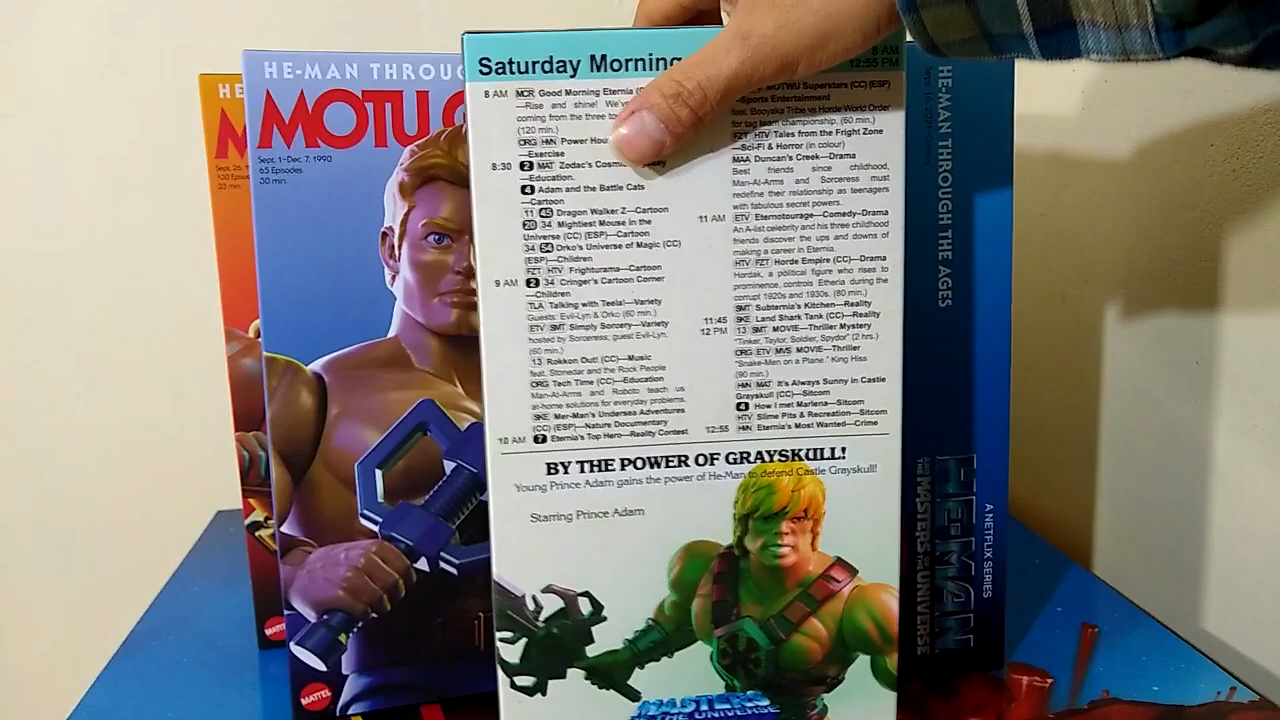 HE
M
Sept. 26, 1
130 Episod
23 min.
HE-MAN THROUG
MOTU
Sept. 1-Dec. 7, 1990
65 Episodes
30 min.
MATTEL
Saturday Morning
8 AM
12:55 PM
8 AM MCR Good Morning Eternia
—Rise and shine! We've
coming from the three to
(120 min.)
ORG HMN Power Hou
—Exercise
8:30 2 MAT Zodac's Cosmic
—Education.
4 Adam and the Battle Cats
—Cartoon
11 45 Dragon Walker Z—Cartoon
20 34 Mightiest Mouse in the
Universe (CC) (ESP)—Cartoon
34 54 Orko's Universe of Magic (CC)
(ESP)—Children
FZT HTV Frighturama—Cartoon
9 AM 2 34 Cringer's Cartoon Corner
—Children
TLA Talking with Teela!—Variety
Guests: Evil-Lyn & Orko (60 min.)
ETV SMT Simply Sorcery—Variety
hosted by Sorceress; guest Evil-Lyn.
(60 min.)
13 Rokkon Out! (CC)—Music
feat. Stonedar and the Rock People
ORG Tech Time (CC)—Education
Man-At-Arms and Roboto teach us
at-home solutions for everyday problems.
SKE Mer-Man's Undersea Adventures
(CC) (ESP)—Nature Documentary
10 AM 7 Eternia's Top Hero—Reality Contest
MOTWU Superstars (CC) (ESP)
—Sports Entertainment
feat. Booyaka Tribe vs Horde World Order
for tag team championship. (60 min.)
FZT HTV Tales from the Fright Zone
—Sci-Fi & Horror (in colour)
MAA Duncan's Creek—Drama
Best friends since childhood,
Man-At-Arms and Sorceress must
redefine their relationship as teenagers
with fabulous secret powers.
11 AM ETV Eternotourage—Comedy-Drama
An A-list celebrity and his three childhood
friends discover the ups and downs of
making a career in Eternia.
HTV FZT Horde Empire (CC)—Drama
Hordak, a political figure who rises to
prominence, controls Etheria during the
corrupt 1920s and 1930s. (80 min.)
SMT Subternia's Kitchen—Reality
11:45 SKE Land Shark Tank (CC)—Reality
12 PM 13 SMT MOVIE—Thriller Mystery
"Tinker, Taylor, Soldier, Spydor" (2 hrs.)
ORG ETV MVS MOVIE—Thriller
"Snake-Men on a Plane." King Hiss
(90 min.)
HMN MAT It's Always Sunny in Castle
Grayskull (CC)—Sitcom
4 How I met Marlena—Sitcom
HTV Slime Pits & Recreation—Sitcom
12:55 HMN Eternia's Most Wanted—Crime
BY THE POWER OF GRAYSKULL!
Young Prince Adam gains the power of He-Man to defend Castle Grayskull!
Starring Prince Adam
MASTERS
OF THE UNIVERSE
HE-MAN THROUGH THE AGES
Sept. 16, 2021
A NETFLIX SERIES
HE-MAN
AND THE MASTERS OF THE UNIVERSE
MATTEL